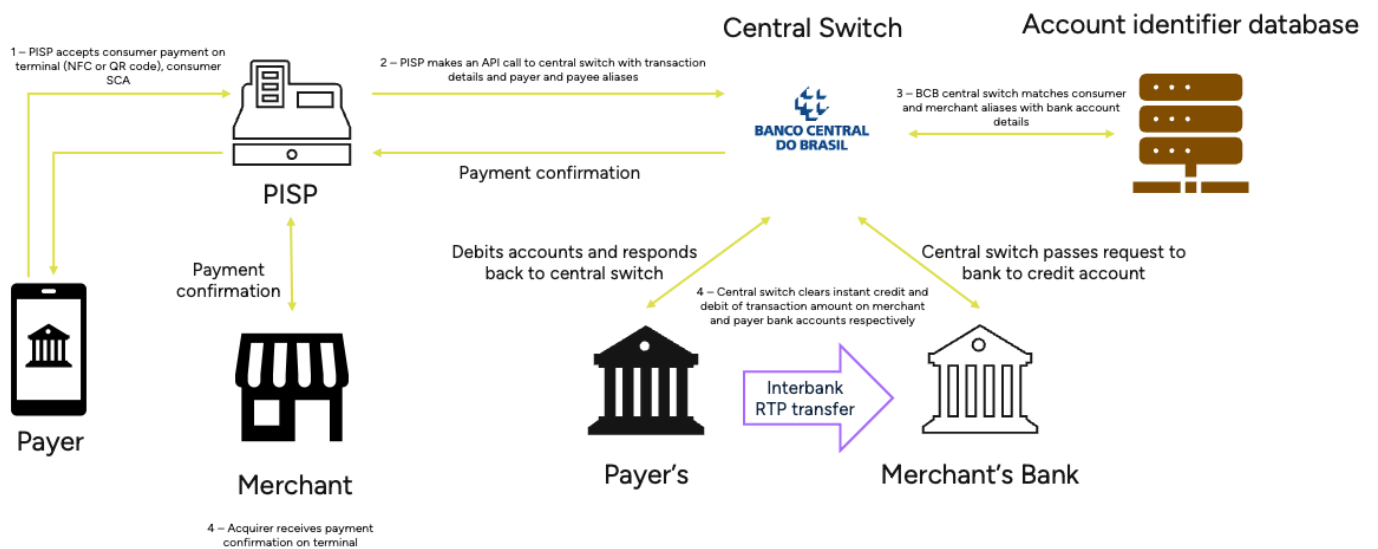 Central Switch
Account identifier database
1 – PISP accepts consumer payment on
terminal (NFC or QR code), consumer
SCA
2 – PISP makes an API call to central switch with transaction
details and payer and payee aliases
3 – BCB central switch matches consumer
and merchant aliases with bank account
details
BANCO CENTRAL
DO BRASIL
Payment confirmation
PISP
Payment
confirmation
Debits accounts and responds
back to central switch
Central switch passes request to
bank to credit account
4 – Central switch clears instant credit and
debit of transaction amount on merchant
and payer bank accounts respectively
Interbank
RTP transfer
Payer
Merchant
Payer's
Merchant's Bank
4 – Acquirer receives payment
confirmation on terminal